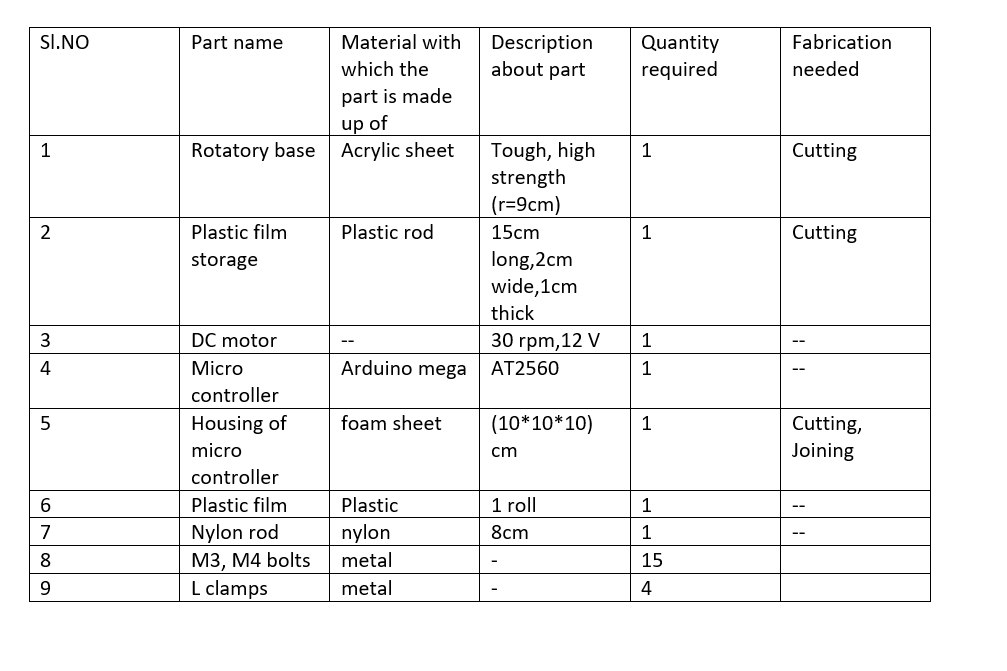 Sl.NO Part name Material with which the part is made up of Description about part Quantity required Fabrication needed
1 Rotatory base Acrylic sheet Tough, high strength (r=9cm) 1 Cutting
2 Plastic film storage Plastic rod 15cm long,2cm wide,1cm thick 1 Cutting
3 DC motor -- 30 rpm,12 V 1 --
4 Micro controller Arduino mega AT2560 1 --
5 Housing of micro controller foam sheet (10*10*10) cm 1 Cutting, Joining
6 Plastic film Plastic 1 roll 1 --
7 Nylon rod nylon 8cm 1 --
8 M3, M4 bolts metal - 15
9 L clamps metal - 4